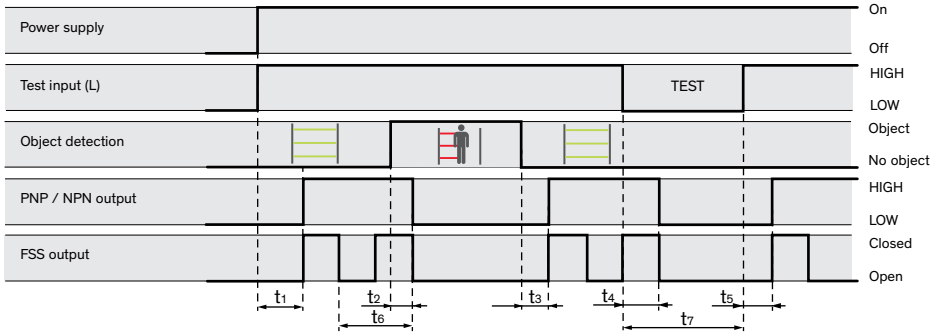 Power supply
On
Off
Test input (L)
TEST
HIGH
LOW
Object detection
Object
No object
PNP / NPN output
HIGH
LOW
FSS output
Closed
Open
t1
t2
t3
t4
t5
t6
t7